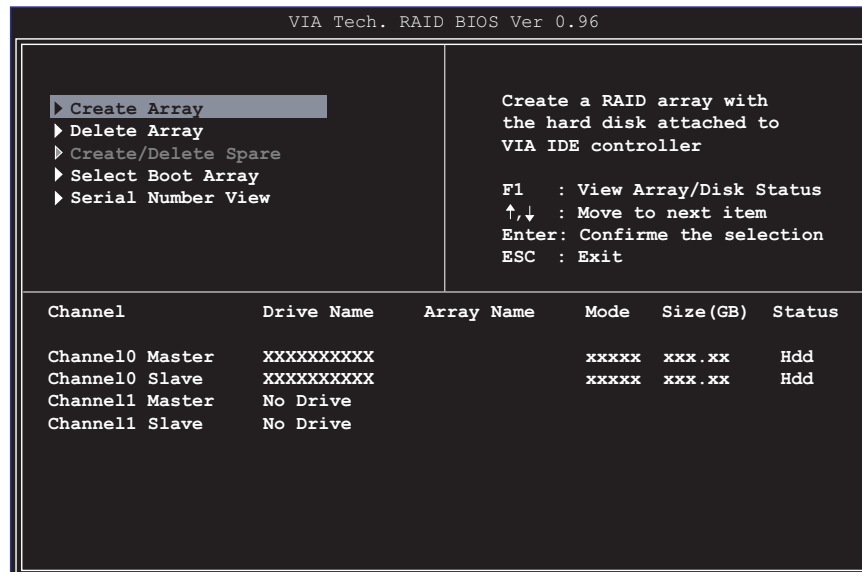 VIA Tech. RAID BIOS Ver 0.96
Create Array
Delete Array
Create/Delete Spare
Select Boot Array
Serial Number View
Create a RAID array with
the hard disk attached to
VIA IDE controller
F1 : View Array/Disk Status
↑,↓ : Move to next item
Enter: Confirme the selection
ESC : Exit
Channel Drive Name Array Name Mode Size(GB) Status
Channel0 Master XXXXXXXXXX xxxxx xxx.xx Hdd
Channel0 Slave XXXXXXXXXX xxxxx xxx.xx Hdd
Channel1 Master No Drive
Channel1 Slave No Drive